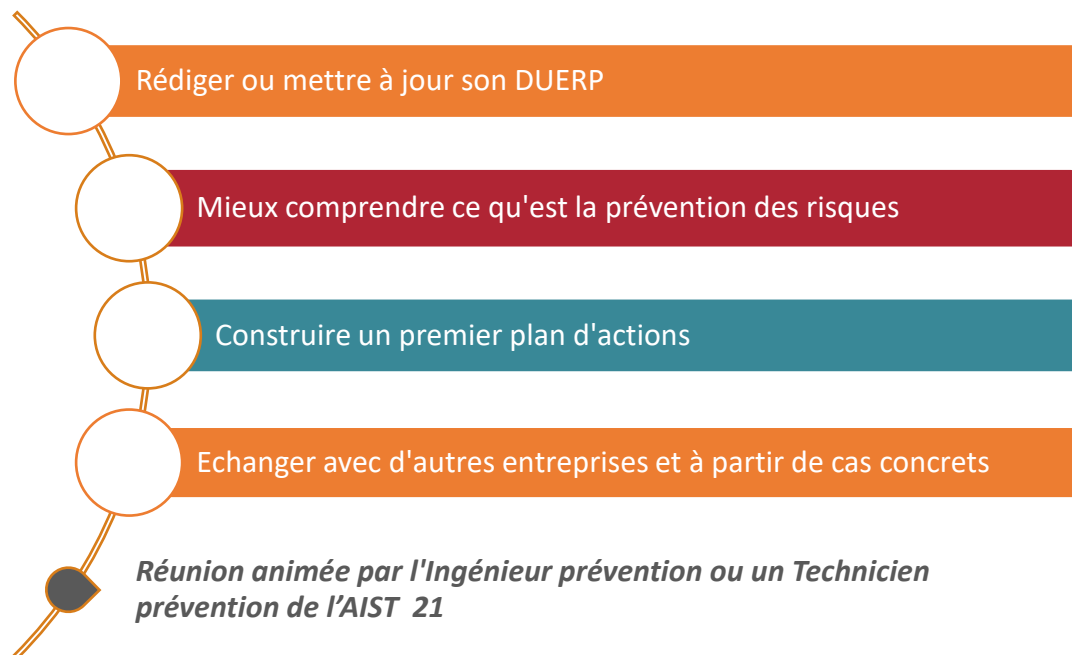 Rédiger ou mettre à jour son DUERP
Mieux comprendre ce qu'est la prévention des risques
Construire un premier plan d'actions
Echanger avec d'autres entreprises et à partir de cas concrets
Réunion animée par l'Ingénieur prévention ou un Technicien
prévention de l’AIST 21